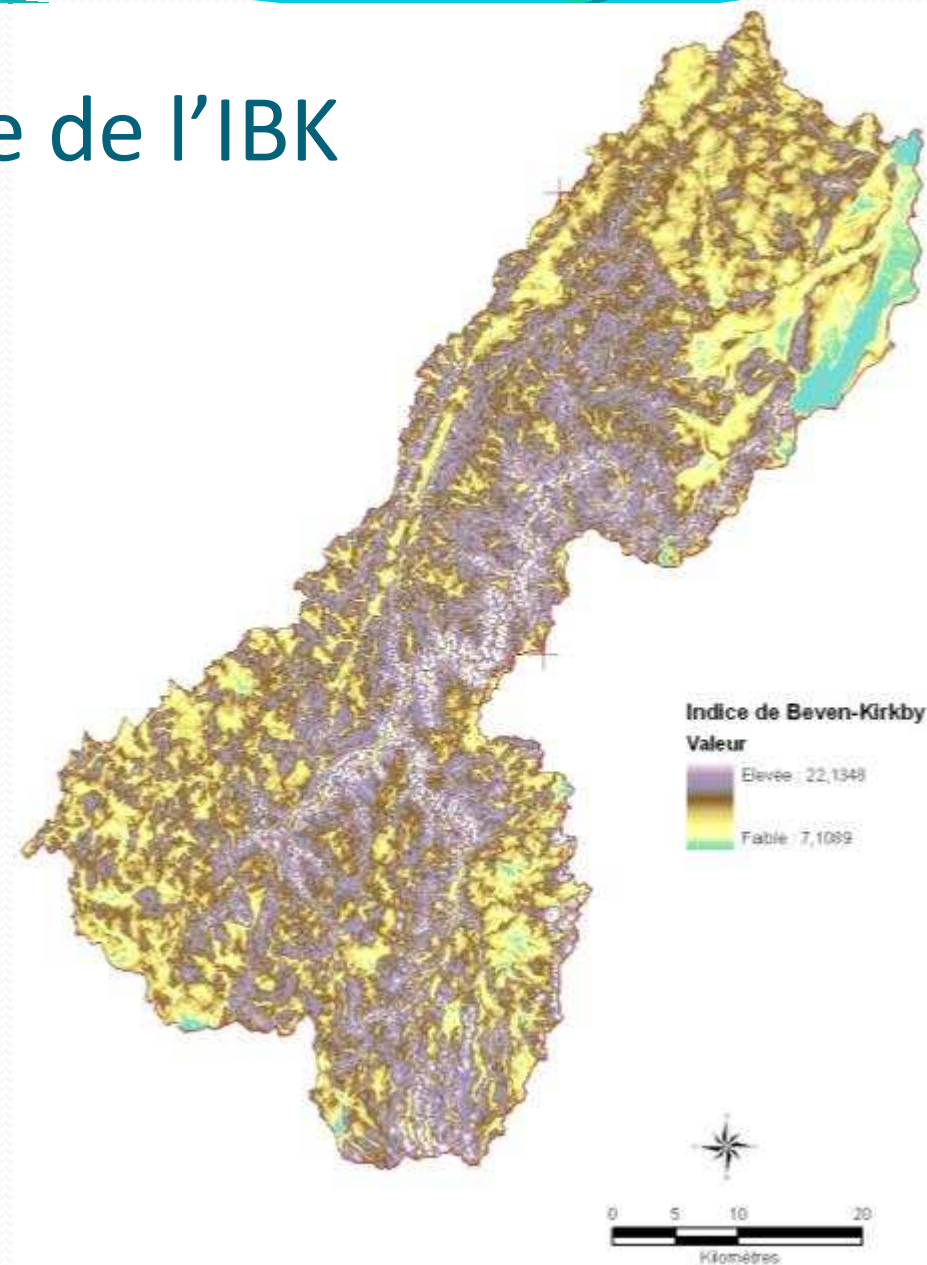 e de l’IBK
Indice de Beven-Kirkby
Valeur
Elevée : 22,1348
Faible : 7,1089
0 5 10 20
Kilomètres